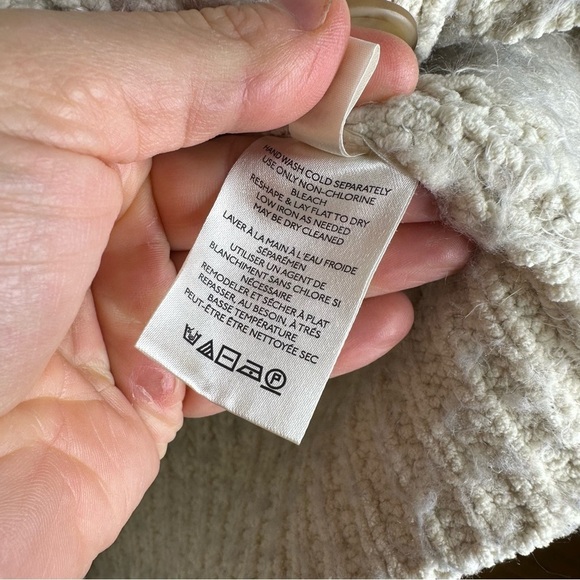 HAND WASH COLD SEPARATELY
USE ONLY NON-CHLORINE
BLEACH
RESHAPE & LAY FLAT TO DRY
LOW IRON AS NEEDED
MAY BE DRY CLEANED
LAVER À LA MAIN À L'EAU FROIDE
SÉPARÉMEN
UTILISER UN AGENT DE
BLANCHIMENT SANS CHLORE SI
NÉCESSAIRE
REMODELER ET SÉCHER À PLAT
REPASSER, AU BESOIN, À TRÉS
BASSE TEMPÉRATURE
PEUT-ÊTRE ÊTRE NETTOYÉE SEC
P